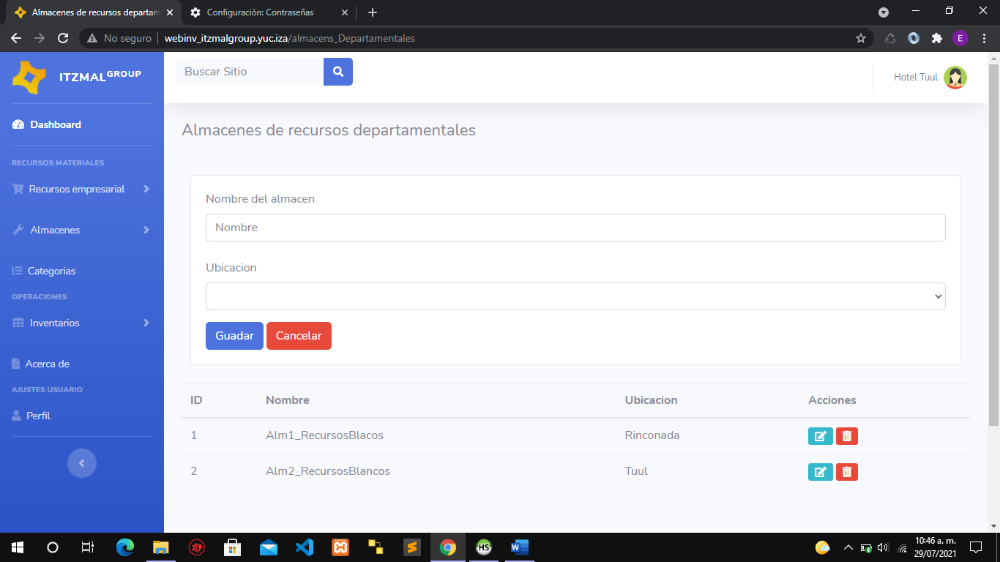 Almacenes de recursos departam
Configuración: Contraseñas
No seguro
webinv_itzmalgroup.yuc.iza/almacens_Departamentales
E
ITZMALGROUP
Dashboard
RECURSOS MATERIALES
Recursos empresarial
Almacenes
Categorias
OPERACIONES
Inventarios
Acerca de
AJUSTES USUARIO
Perfil
Buscar Sitio
Hotel Tuul
Almacenes de recursos departamentales
Nombre del almacen
Nombre
Ubicacion
Guadar
Cancelar
ID Nombre Ubicacion Acciones
1 Alm1_RecursosBlacos Rinconada
2 Alm2_RecursosBlancos Tuul
HS
W
10:46 a. m.
29/07/2021